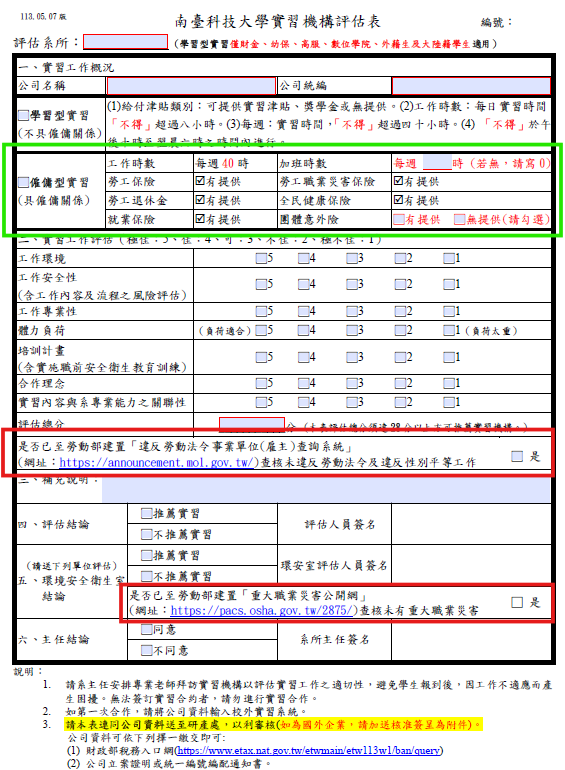 113.05.07 版
南臺科技大學實習機構評估表
編號：
評估系所：
(學習型實習僅財金、幼保、高服、數位學院、外籍生及大陸籍學生適用)
一、實習工作概況
公司名稱 公司統編
□學習型實習
(不具僱傭關係)
(1)給付津貼類別：可提供實習津貼、獎學金或無提供。(2)工作時數：每日實習時間
「不得」超過八小時。(3)每週：實習時間，「不得」超過四十小時。(4) 「不得」於午
後十時至翌晨六時之時間內進行。
□僱傭型實習
(具僱傭關係)
工作時數 每週 40 時 加班時數 每週 時 (若無，請寫 0)
勞工保險 ☑有提供 勞工職業災害保險 ☑有提供
勞工退休金 ☑有提供 全民健康保險 ☑有提供
就業保險 ☑有提供 團體意外險 □有提供 □無提供(請勾選)
二、實習工作評估 (極佳：5、佳：4、可：3、不佳：2、極不佳：1)
工作環境 □5 □4 □3 □2 □1
工作安全性
(含工作內容及流程之風險評估) □5 □4 □3 □2 □1
工作專業性 □5 □4 □3 □2 □1
體力負荷 (負荷適合) □5 □4 □3 □2 □1 (負荷太重)
培訓計畫
(含實施職前安全衛生教育訓練) □5 □4 □3 □2 □1
合作理念 □5 □4 □3 □2 □1
實習內容與系專業能力之關聯性 □5 □4 □3 □2 □1
評估總分 分 (本表評估總分須達 28 分以上方可推薦實習機構。)
是否已至勞動部建置「違反勞動法令事業單位(雇主)查詢系統」
(網址：https://announcement.mol.gov.tw/)查核未違反勞動法令及違反性別平等工作 □ 是
三、補充說明：
四、評估結論
□推薦實習
□不推薦實習
評估人員簽名
(請送下列單位評估)
五、環境安全衛生室
結論
□推薦實習
□不推薦實習
環安室評估人員簽名
是否已至勞動部建置「重大職業災害公開網」
(網址：https://pacs.osha.gov.tw/2875/)查核未有重大職業災害 □ 是
六、主任結論
□同意
□不同意
系所主任簽名
說明：
1. 請系主任安排專業老師拜訪實習機構以評估實習工作之適切性，避免學生報到後，因工作不適應而產
生困擾。無法簽訂實習合約者，請勿進行實習合作。
2. 如第一次合作，請將公司資料輸入校外實習系統。
3. 請本表連同公司資料送至研產處，以利審核(如為國外企業，請加送核准簽呈為附件)。
公司資料可依下列擇一繳交即可:
(1) 財政部稅務入口網(https://www.etax.nat.gov.tw/etwmain/etw113w1/ban/query)
(2) 公司立案證明或統一編號編配通知書。